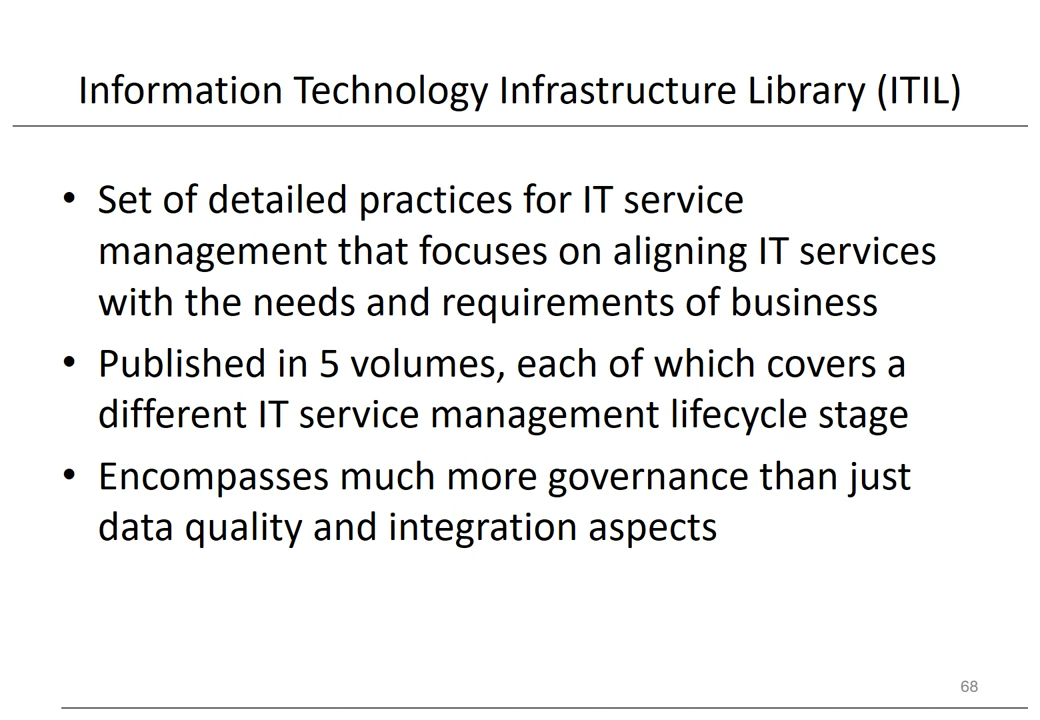 Information Technology Infrastructure Library (ITIL)
• Set of detailed practices for IT service
management that focuses on aligning IT services
with the needs and requirements of business
• Published in 5 volumes, each of which covers a
different IT service management lifecycle stage
• Encompasses much more governance than just
data quality and integration aspects
68